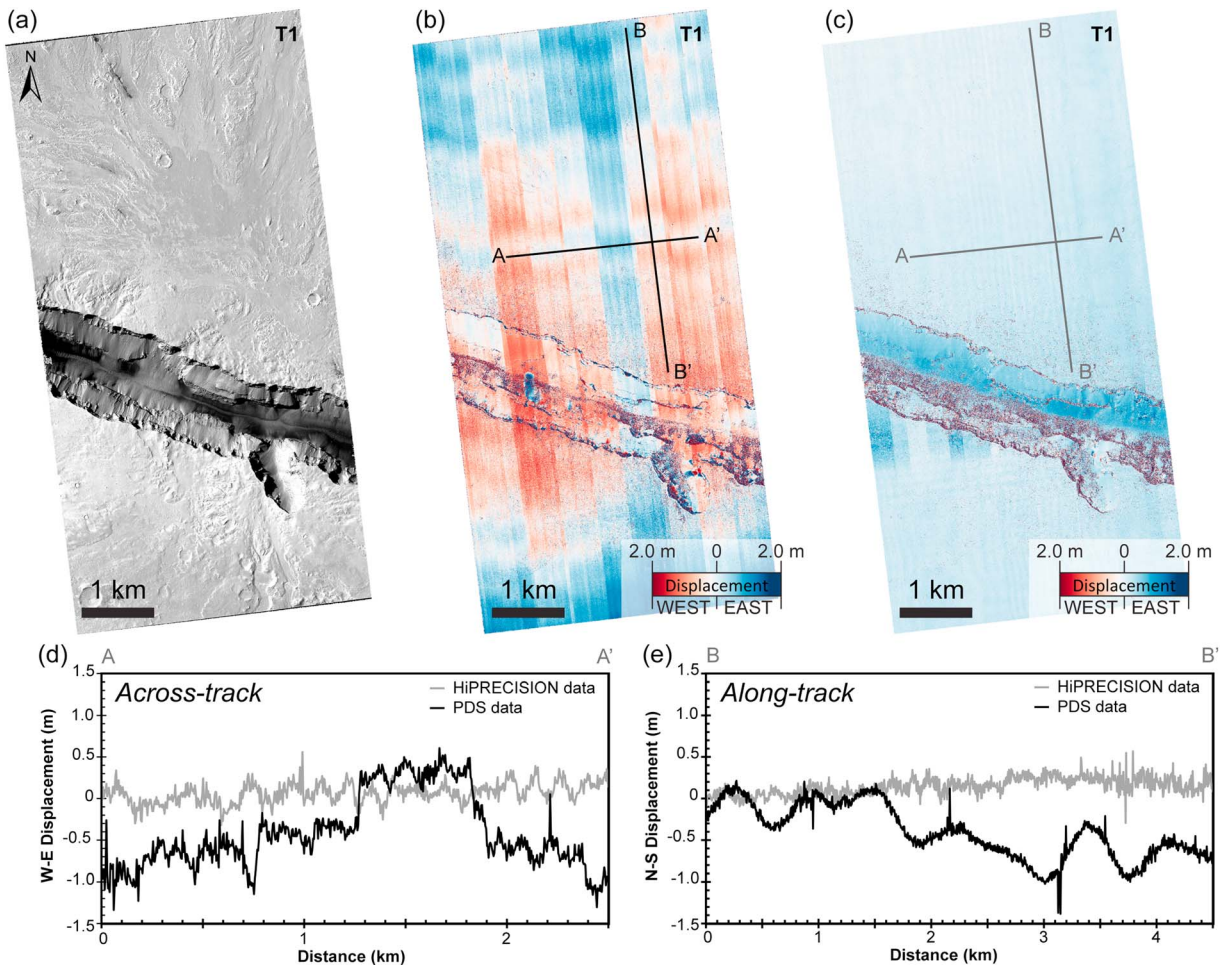 (a)
T1
N
1 km
(b)
T1
B
A
A'
B'
2.0 m 0 2.0 m
Displacement
WEST EAST
1 km
(c)
T1
B
A
A'
B'
2.0 m 0 2.0 m
Displacement
WEST EAST
1 km
(d)
A A'
Across-track
HiPRECISION data
PDS data
W-E Displacement (m)
1.5
1.0
0.5
0
-0.5
-1.0
-1.5
0 1 2
Distance (km)
(e)
B B'
Along-track
HiPRECISION data
PDS data
N-S Displacement (m)
1.5
1.0
0.5
0
-0.5
-1.0
-1.5
0 1 2 3 4
Distance (km)